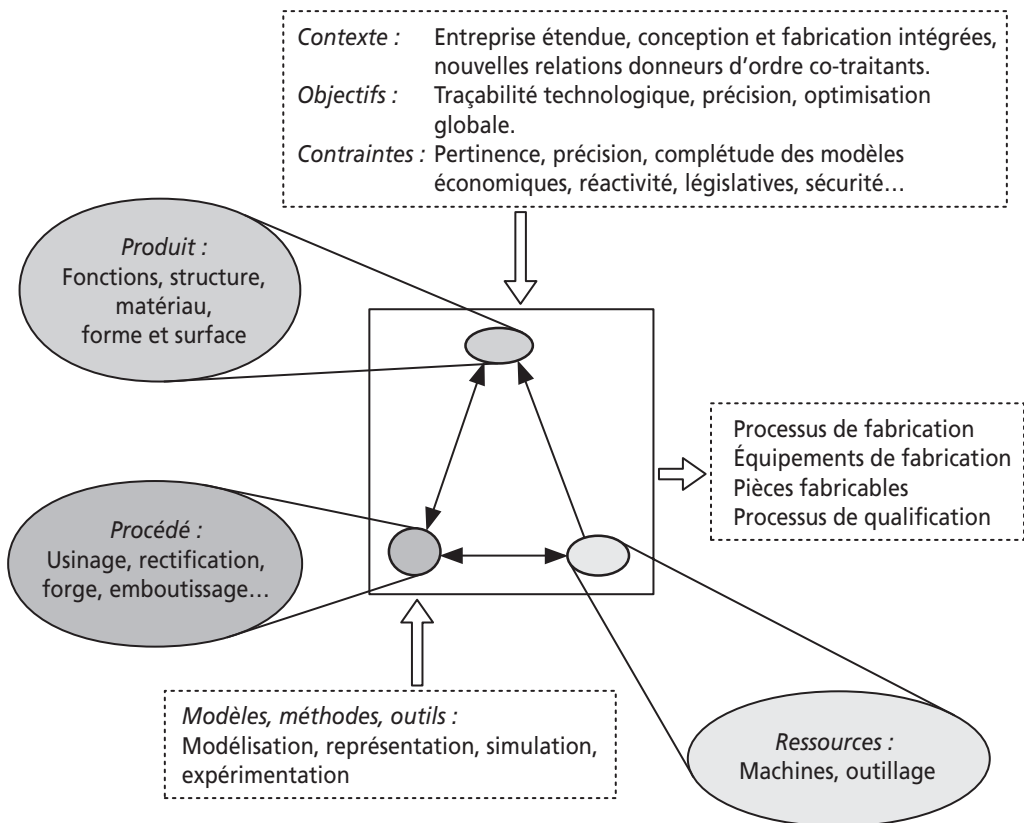 Contexte : Entreprise étendue, conception et fabrication intégrées,
nouvelles relations donneurs d'ordre co-traitants.
Objectifs : Traçabilité technologique, précision, optimisation
globale.
Contraintes : Pertinence, précision, complétude des modèles
économiques, réactivité, législatives, sécurité…
Produit :
Fonctions, structure,
matériau,
forme et surface
Processus de fabrication
Équipements de fabrication
Pièces fabricables
Processus de qualification
Procédé :
Usinage, rectification,
forge, emboutissage…
Modèles, méthodes, outils :
Modélisation, représentation, simulation,
expérimentation
Ressources :
Machines, outillage